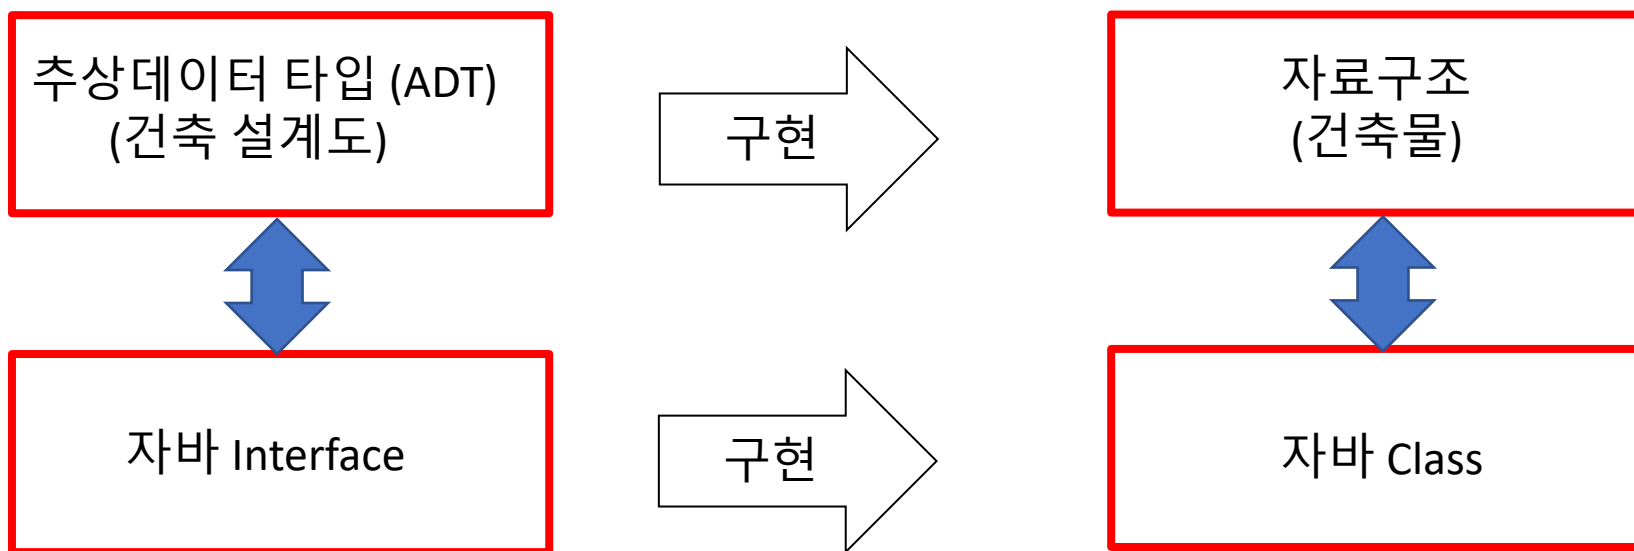 추상데이터 타입 (ADT)
(건축 설계도)
구현
자료구조
(건축물)
자바 Interface
구현
자바 Class